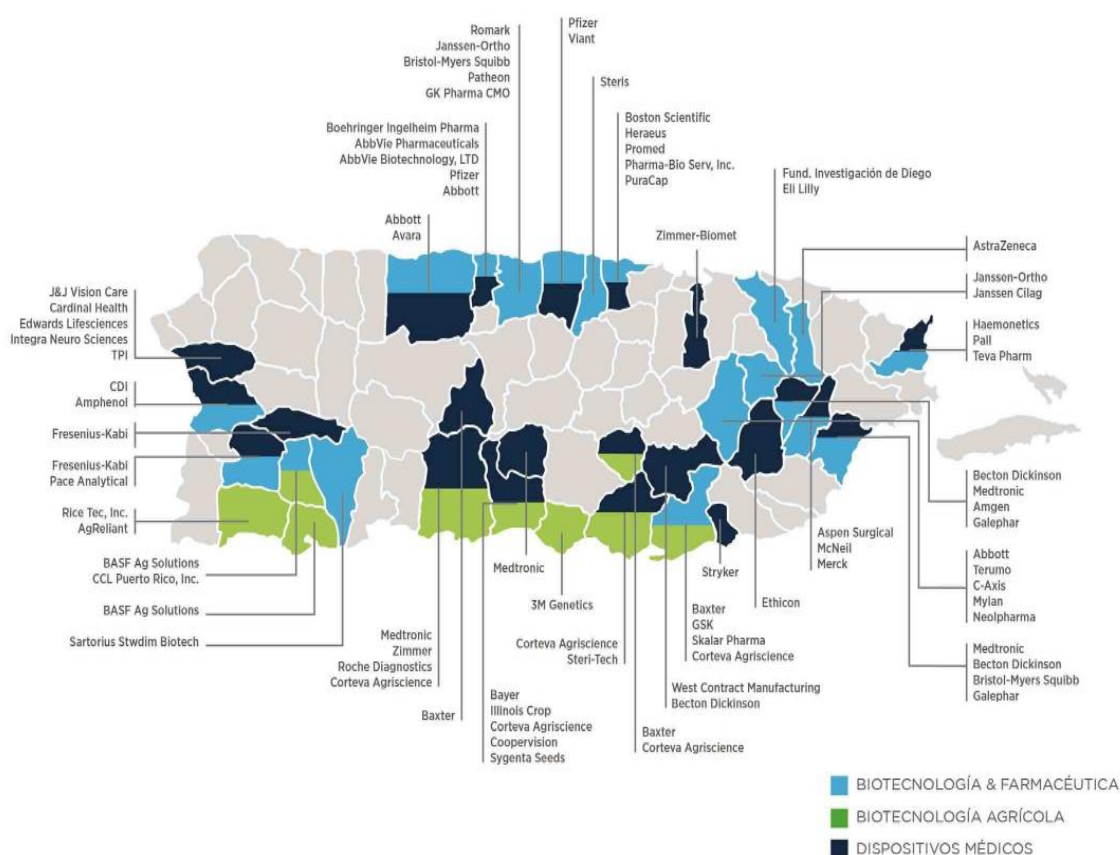 Romark
Janssen-Ortho
Bristol-Myers Squibb
Patheon
GK Pharma CMO
Pfizer
Viant
Steris
Boehringer Ingelheim Pharma
AbbVie Pharmaceuticals
AbbVie Biotechnology, LTD
Pfizer
Abbott
Boston Scientific
Heraeus
Promed
Pharma-Bio Serv, Inc.
PuraCap
Fund. Investigación de Diego
Eli Lilly
Abbott
Avara
Zimmer-Biomet
AstraZeneca
J&J Vision Care
Cardinal Health
Edwards Lifesciences
Integra Neuro Sciences
TPI
Janssen-Ortho
Janssen Cilag
Haemonetics
Pall
Teva Pharm
CDI
Amphenol
Fresenius-Kabi
Fresenius-Kabi
Pace Analytical
Rice Tec, Inc.
AgReliant
BASF Ag Solutions
CCL Puerto Rico, Inc.
BASF Ag Solutions
Sartorius Stwdim Biotech
Medtronic
Zimmer
Roche Diagnostics
Corteva Agriscience
Baxter
Bayer
Illinois Crop
Corteva Agriscience
Coopervision
Sygenta Seeds
Medtronic
3M Genetics
Corteva Agriscience
Steri-Tech
Baxter
Corteva Agriscience
West Contract Manufacturing
Becton Dickinson
Baxter
GSK
Skalar Pharma
Corteva Agriscience
Stryker
Ethicon
Aspen Surgical
McNeil
Merck
Becton Dickinson
Medtronic
Amgen
Galephar
Abbott
Terumo
C-Axis
Mylan
Neolpharma
Medtronic
Becton Dickinson
Bristol-Myers Squibb
Galephar
BIOTECNOLOGÍA & FARMACÉUTICA
BIOTECNOLOGÍA AGRÍCOLA
DISPOSITIVOS MÉDICOS